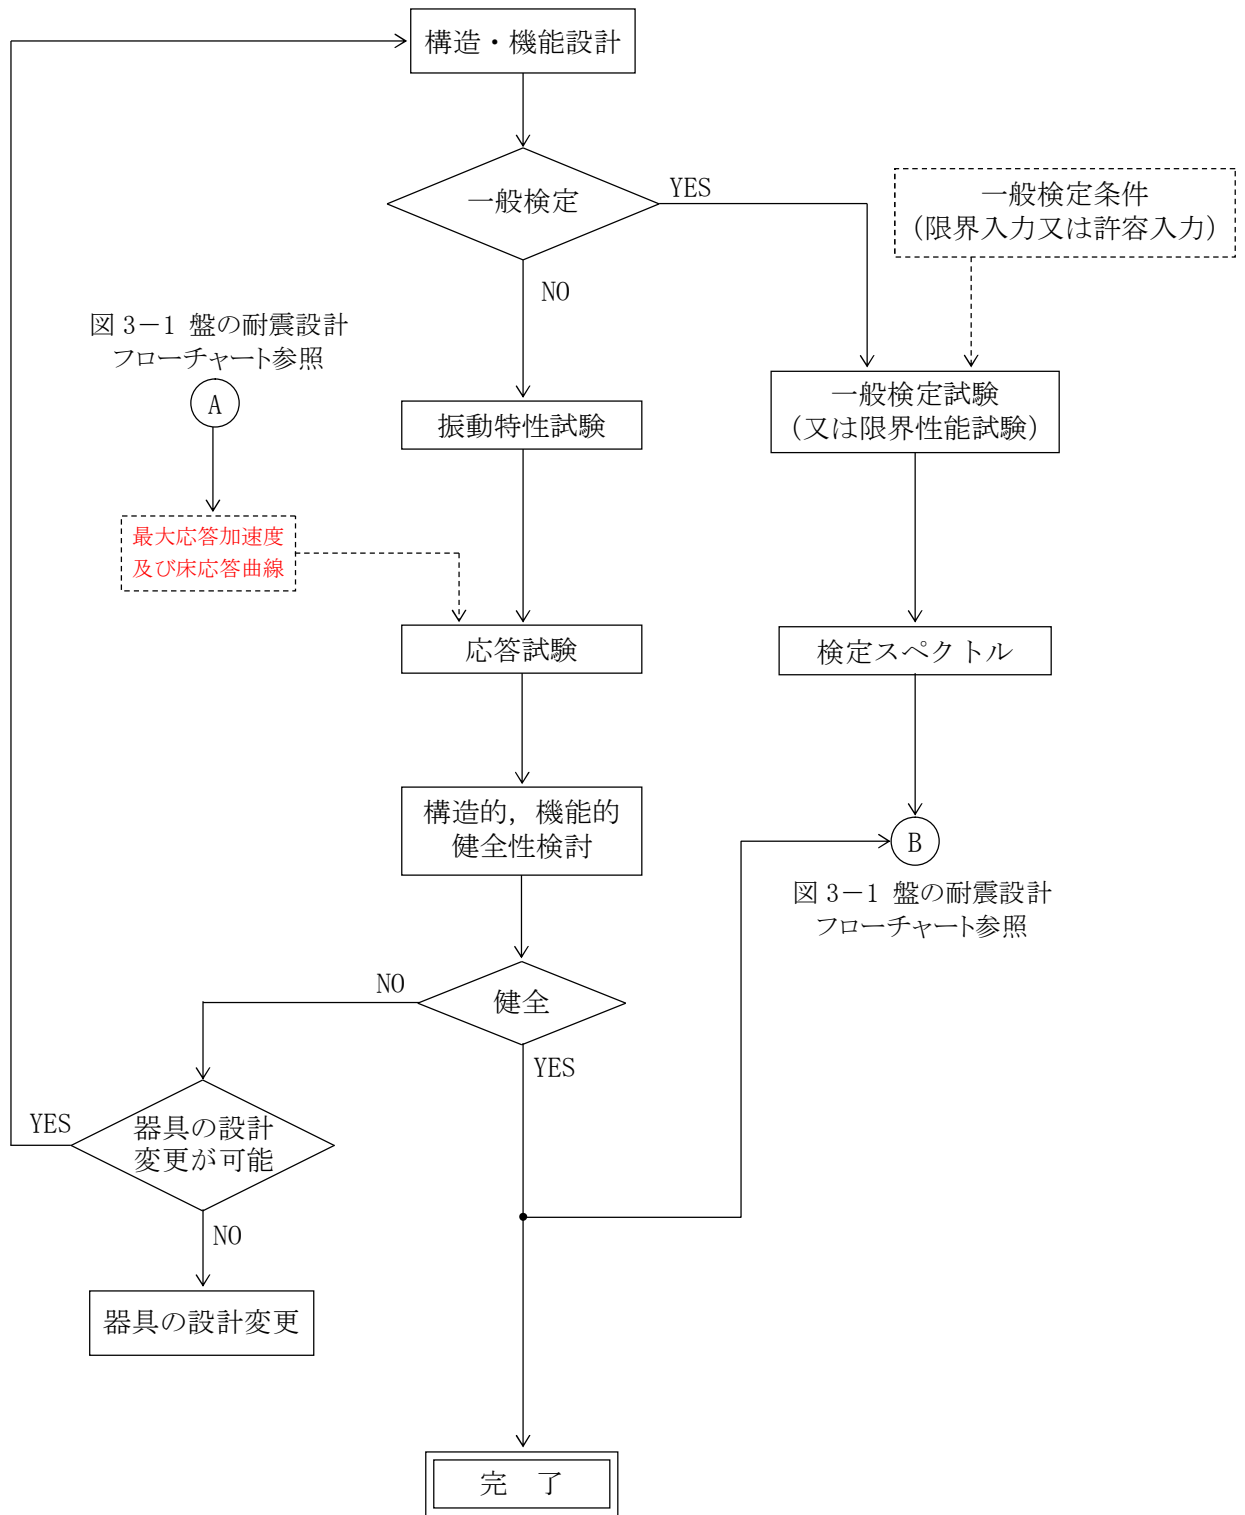 構造・機能設計
一般検定
YES
NO
一般検定条件
(限界入力又は許容入力)
図 3－1 盤の耐震設計
フローチャート参照
A
最大応答加速度
及び床応答曲線
振動特性試験
一般検定試験
(又は限界性能試験)
応答試験
検定スペクトル
構造的，機能的
健全性検討
B
図 3－1 盤の耐震設計
フローチャート参照
健全
NO
YES
器具の設計
変更が可能
YES
NO
器具の設計変更
完　了